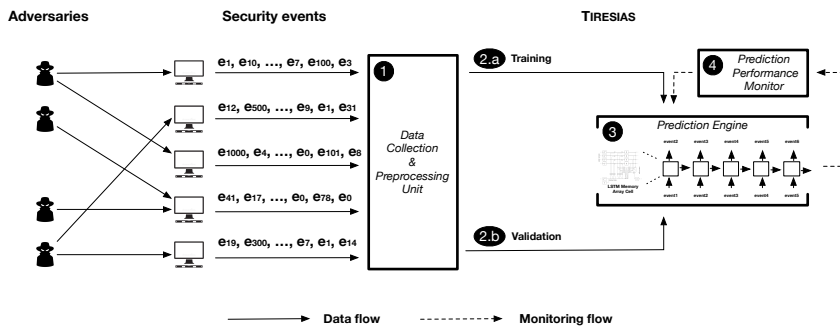 Adversaries
Security events
TIRESIAS
e1, e10, …, e7, e100, e3
e12, e500, …, e9, e1, e31
e1000, e4, … e0, e101, e8
e41, e17, …, e0, e78, e0
e19, e300, …, e7, e1, e14
1
Data
Collection
&
Preprocessing
Unit
2.a Training
2.b Validation
4
Prediction
Performance
Monitor
3
Prediction Engine
event2 event3 event4 event5 event6
LSTM Memory
Array Cell
event1 event2 event3 event4 event5
Data flow
Monitoring flow